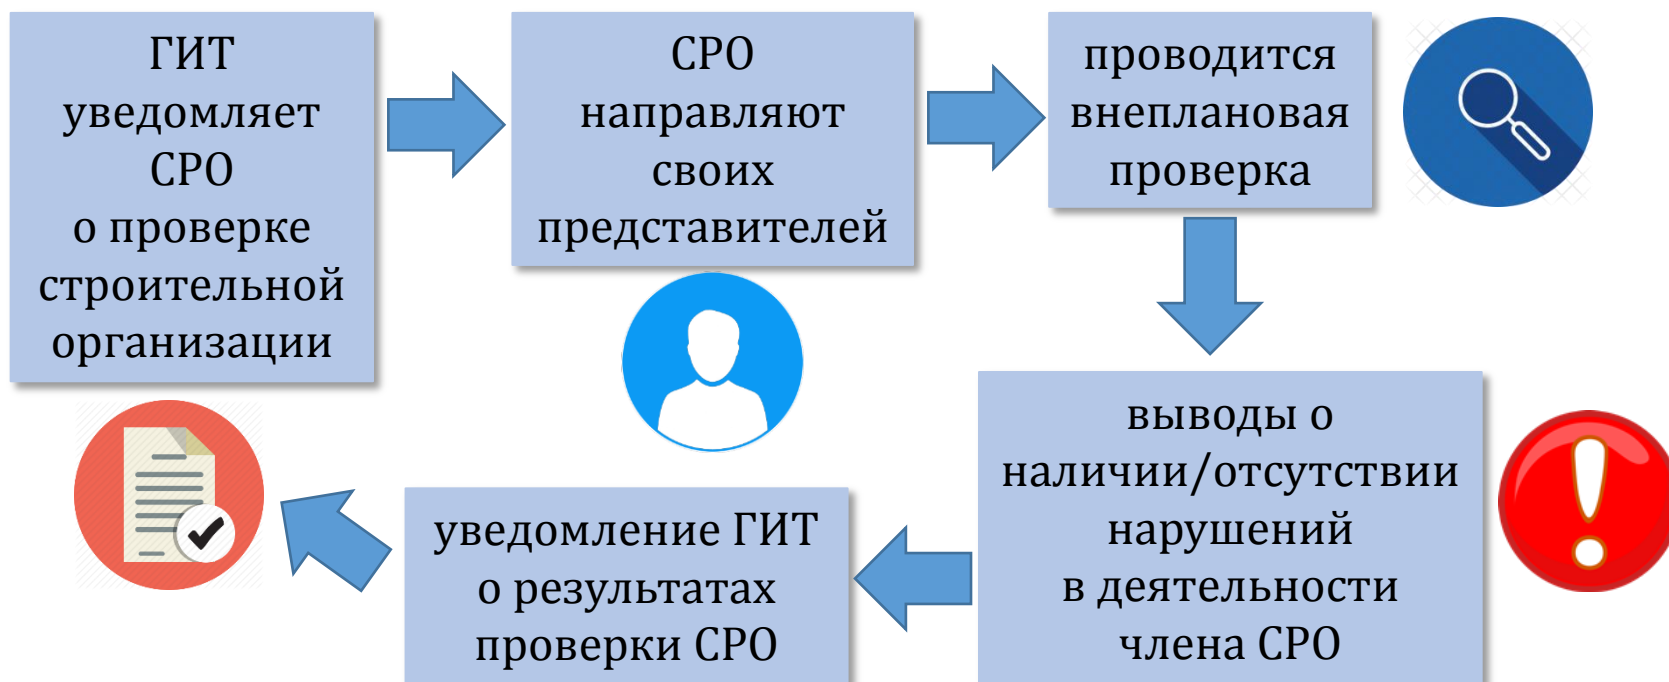 ГИТ
уведомляет
СРО
о проверке
строительной
организации
СРО
направляют
своих
представителей
проводится
внеплановая
проверка
выводы о
наличии/отсутствии
нарушений
в деятельности
члена СРО
уведомление ГИТ
о результатах
проверки СРО